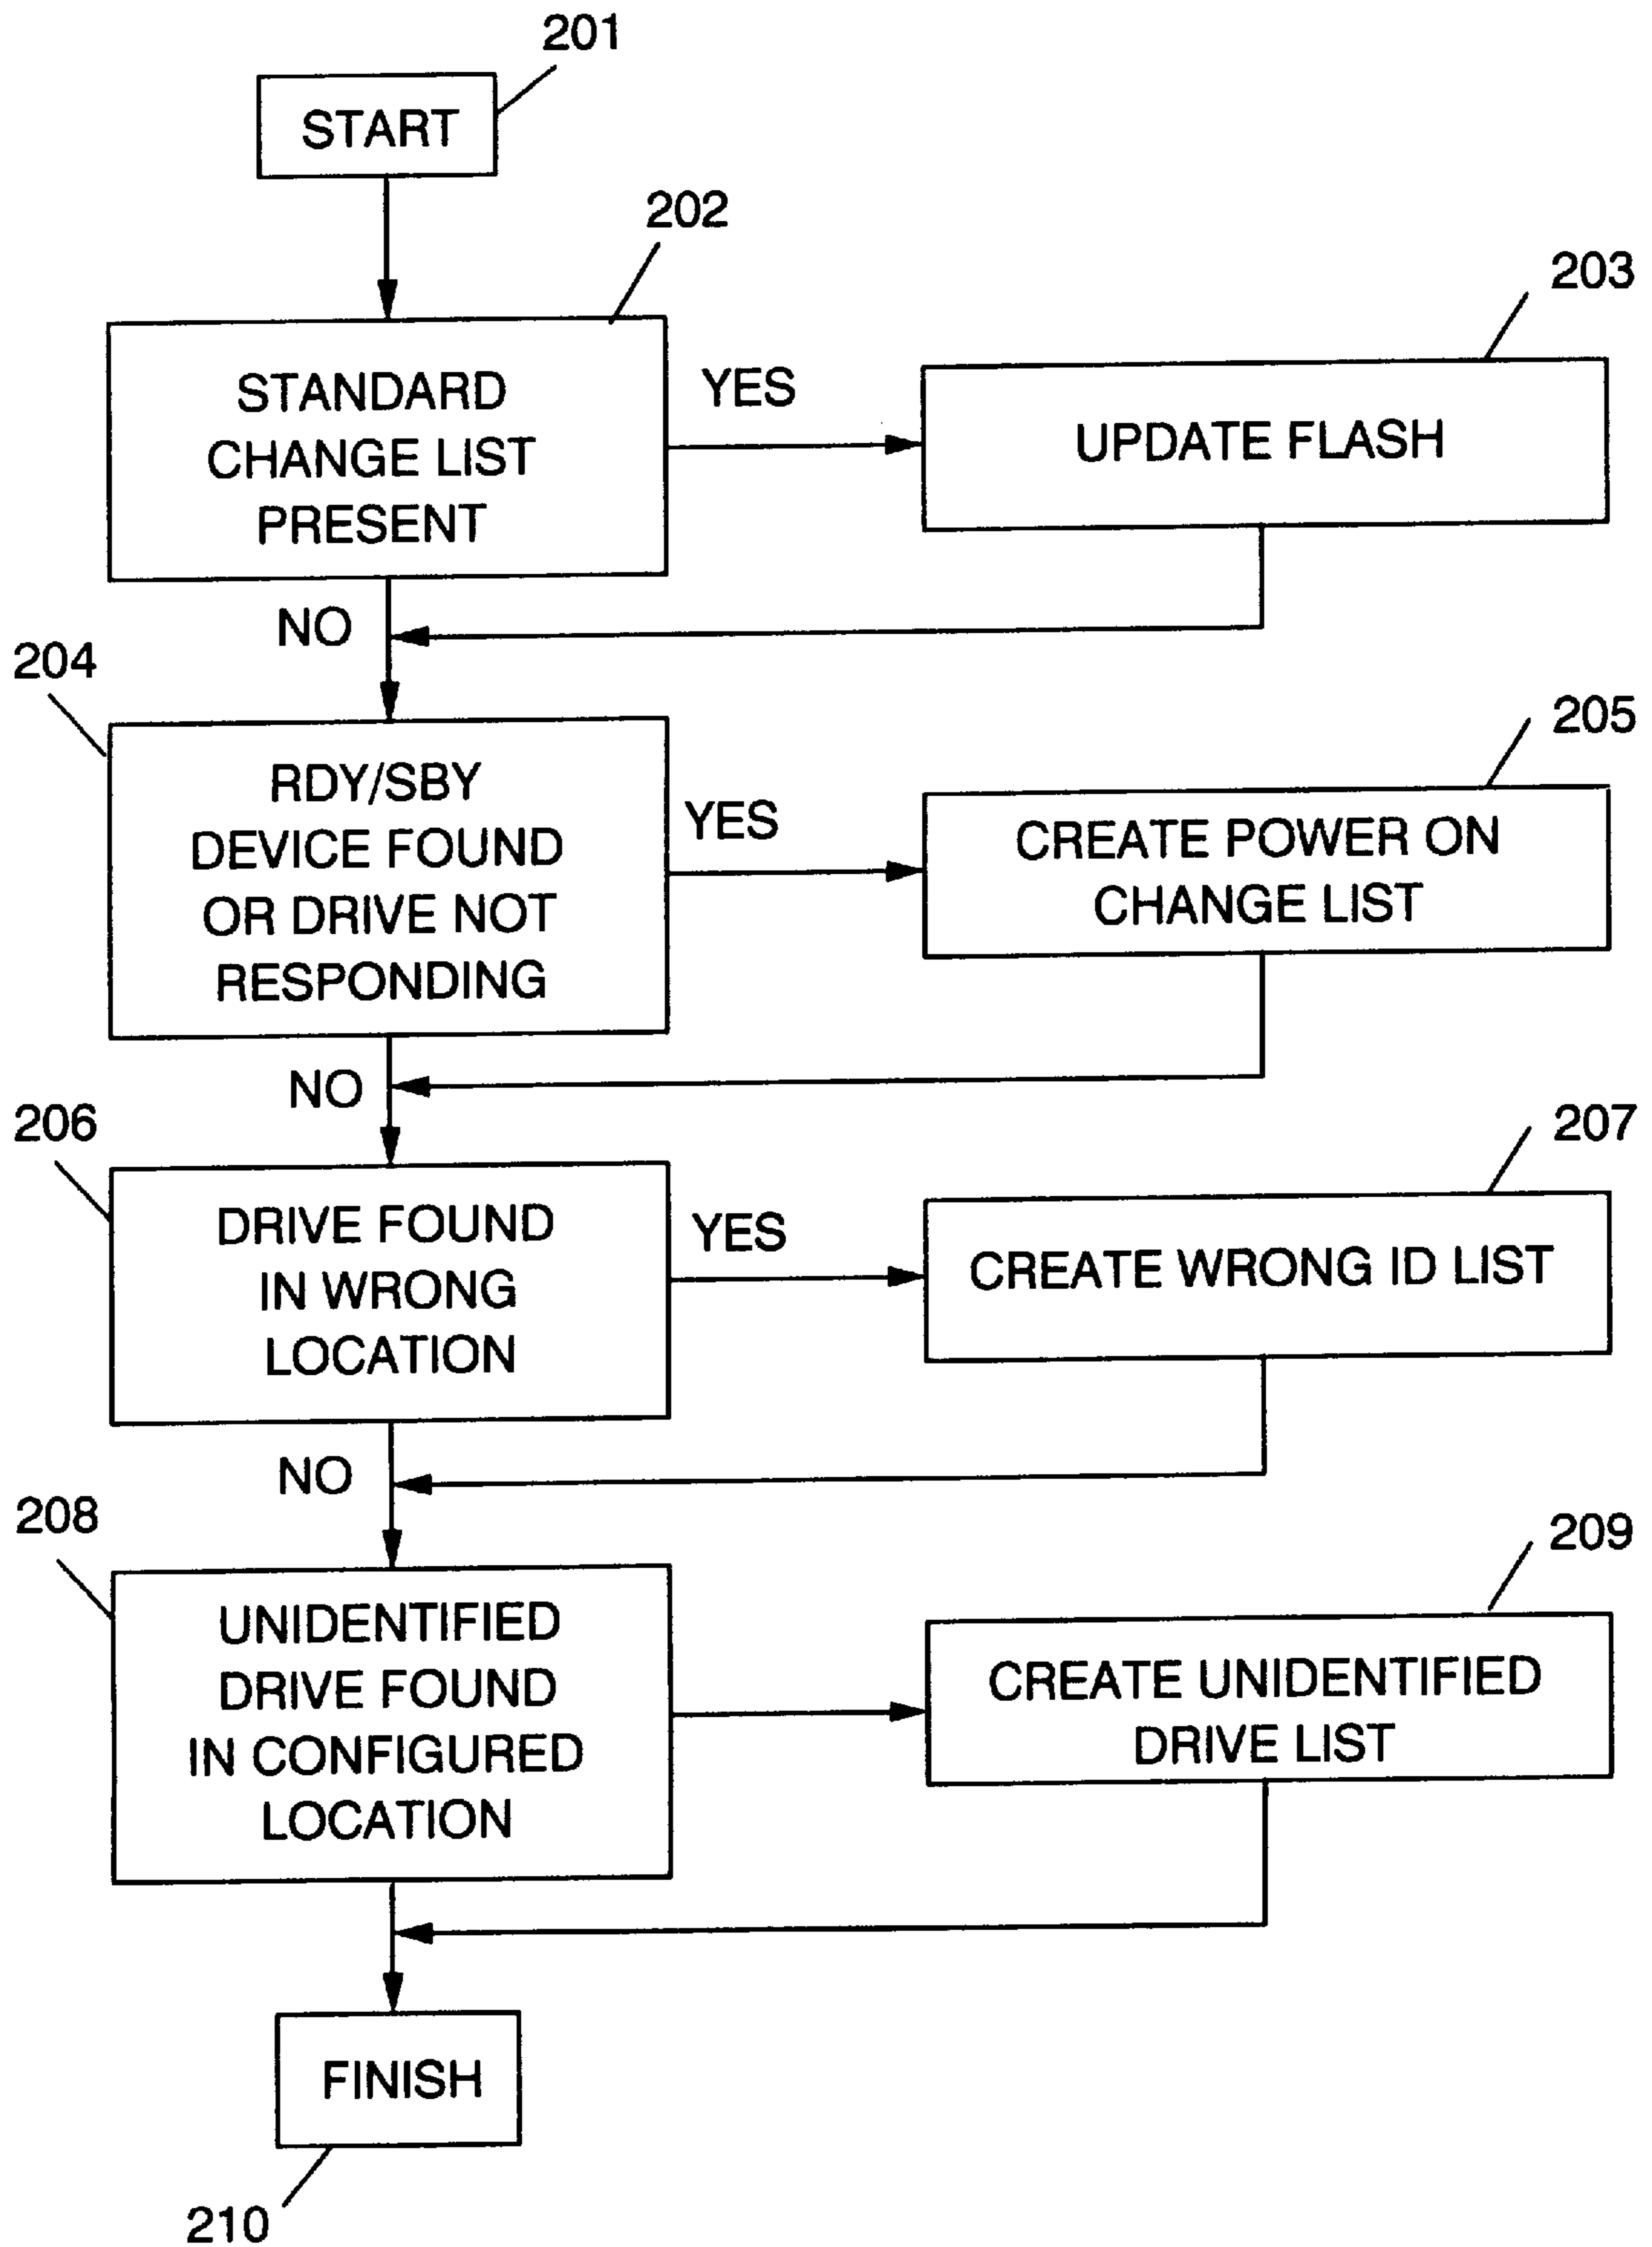 201
START
202
203
STANDARD
CHANGE LIST
PRESENT
YES
UPDATE FLASH
NO
204
205
RDY/SBY
DEVICE FOUND
OR DRIVE NOT
RESPONDING
YES
CREATE POWER ON
CHANGE LIST
NO
206
207
DRIVE FOUND
IN WRONG
LOCATION
YES
CREATE WRONG ID LIST
NO
208
209
UNIDENTIFIED
DRIVE FOUND
IN CONFIGURED
LOCATION
CREATE UNIDENTIFIED
DRIVE LIST
FINISH
210